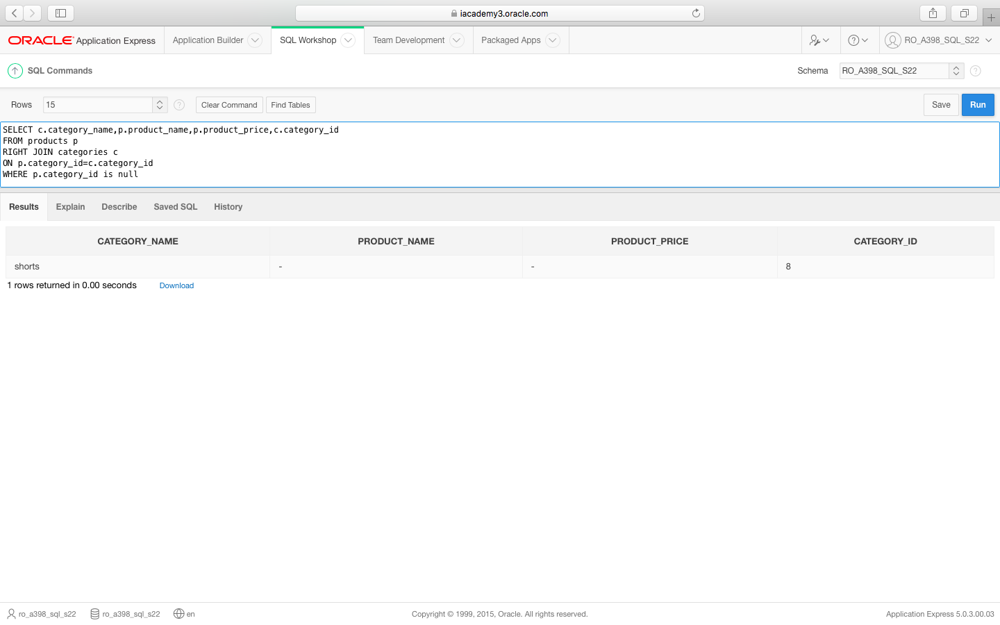 iacademy3.oracle.com
ORACLE Application Express Application Builder SQL Workshop Team Development Packaged Apps RO_A398_SQL_S22
SQL Commands Schema RO_A398_SQL_S22
Rows 15 Clear Command Find Tables Save Run
SELECT c.category_name,p.product_name,p.product_price,c.category_id
FROM products p
RIGHT JOIN categories c
ON p.category_id=c.category_id
WHERE p.category_id is null
Results Explain Describe Saved SQL History
CATEGORY_NAME PRODUCT_NAME PRODUCT_PRICE CATEGORY_ID
shorts - - 8
1 rows returned in 0.00 seconds Download
ro_a398_sql_s22 ro_a398_sql_s22 en Copyright © 1999, 2015, Oracle. All rights reserved. Application Express 5.0.3.00.03